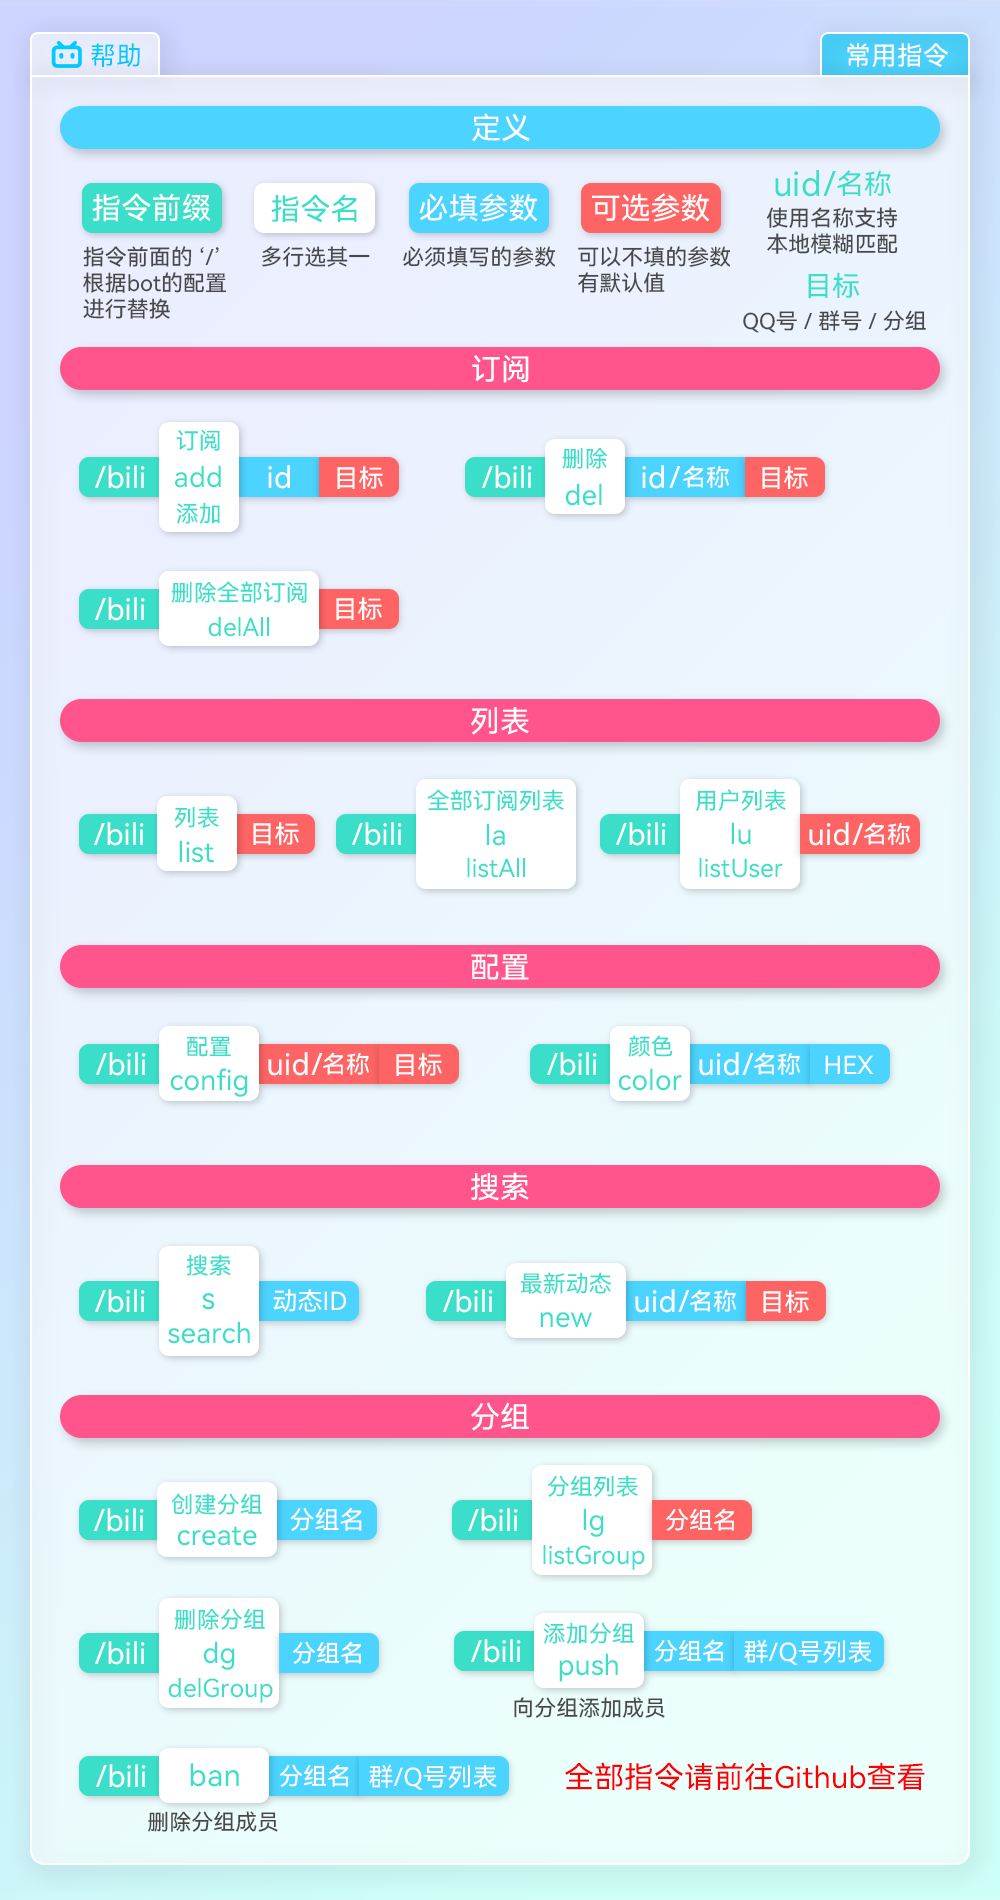 帮助
常用指令
定义
指令前缀
指令前面的 ‘/’
根据bot的配置
进行替换
指令名
多行选其一
必填参数
必须填写的参数
可选参数
可以不填的参数
有默认值
uid/名称
使用名称支持
本地模糊匹配
目标
QQ号 / 群号 / 分组
订阅
/bili
订阅
add
添加
id
目标
/bili
删除
del
id/名称
目标
/bili
删除全部订阅
delAll
目标
列表
/bili
列表
list
目标
/bili
全部订阅列表
la
listAll
/bili
用户列表
lu
listUser
uid/名称
配置
/bili
配置
config
uid/名称
目标
/bili
颜色
color
uid/名称
HEX
搜索
/bili
搜索
s
search
动态ID
/bili
最新动态
new
uid/名称
目标
分组
/bili
创建分组
create
分组名
/bili
分组列表
lg
listGroup
分组名
/bili
删除分组
dg
delGroup
分组名
/bili
添加分组
push
分组名
群/Q号列表
向分组添加成员
/bili
ban
分组名
群/Q号列表
删除分组成员
全部指令请前往Github查看